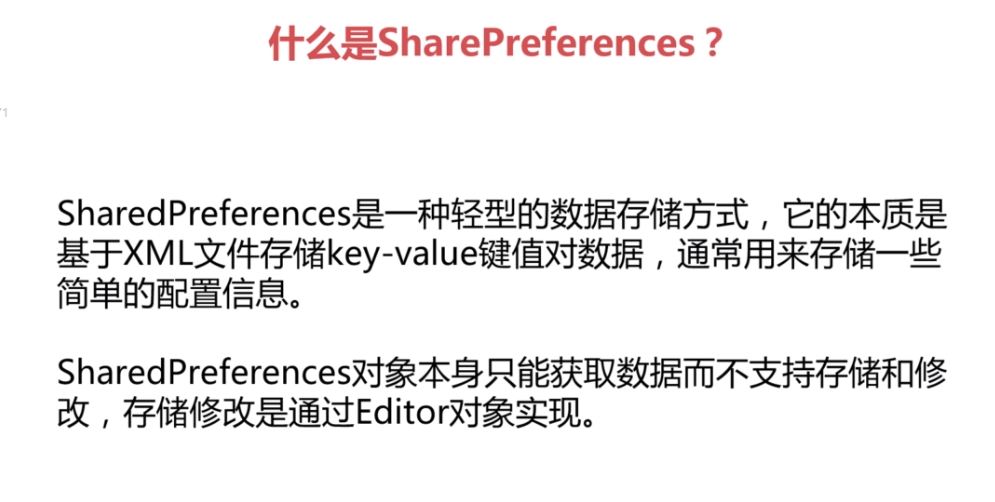 什么是SharePreferences？
SharedPreferences是一种轻型的数据存储方式，它的本质是
基于XML文件存储key-value键值对数据，通常用来存储一些
简单的配置信息。
SharedPreferences对象本身只能获取数据而不支持存储和修
改，存储修改是通过Editor对象实现。